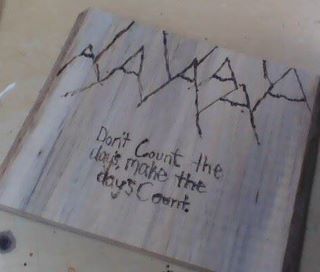 Don't Count the
days, make the
days Count.